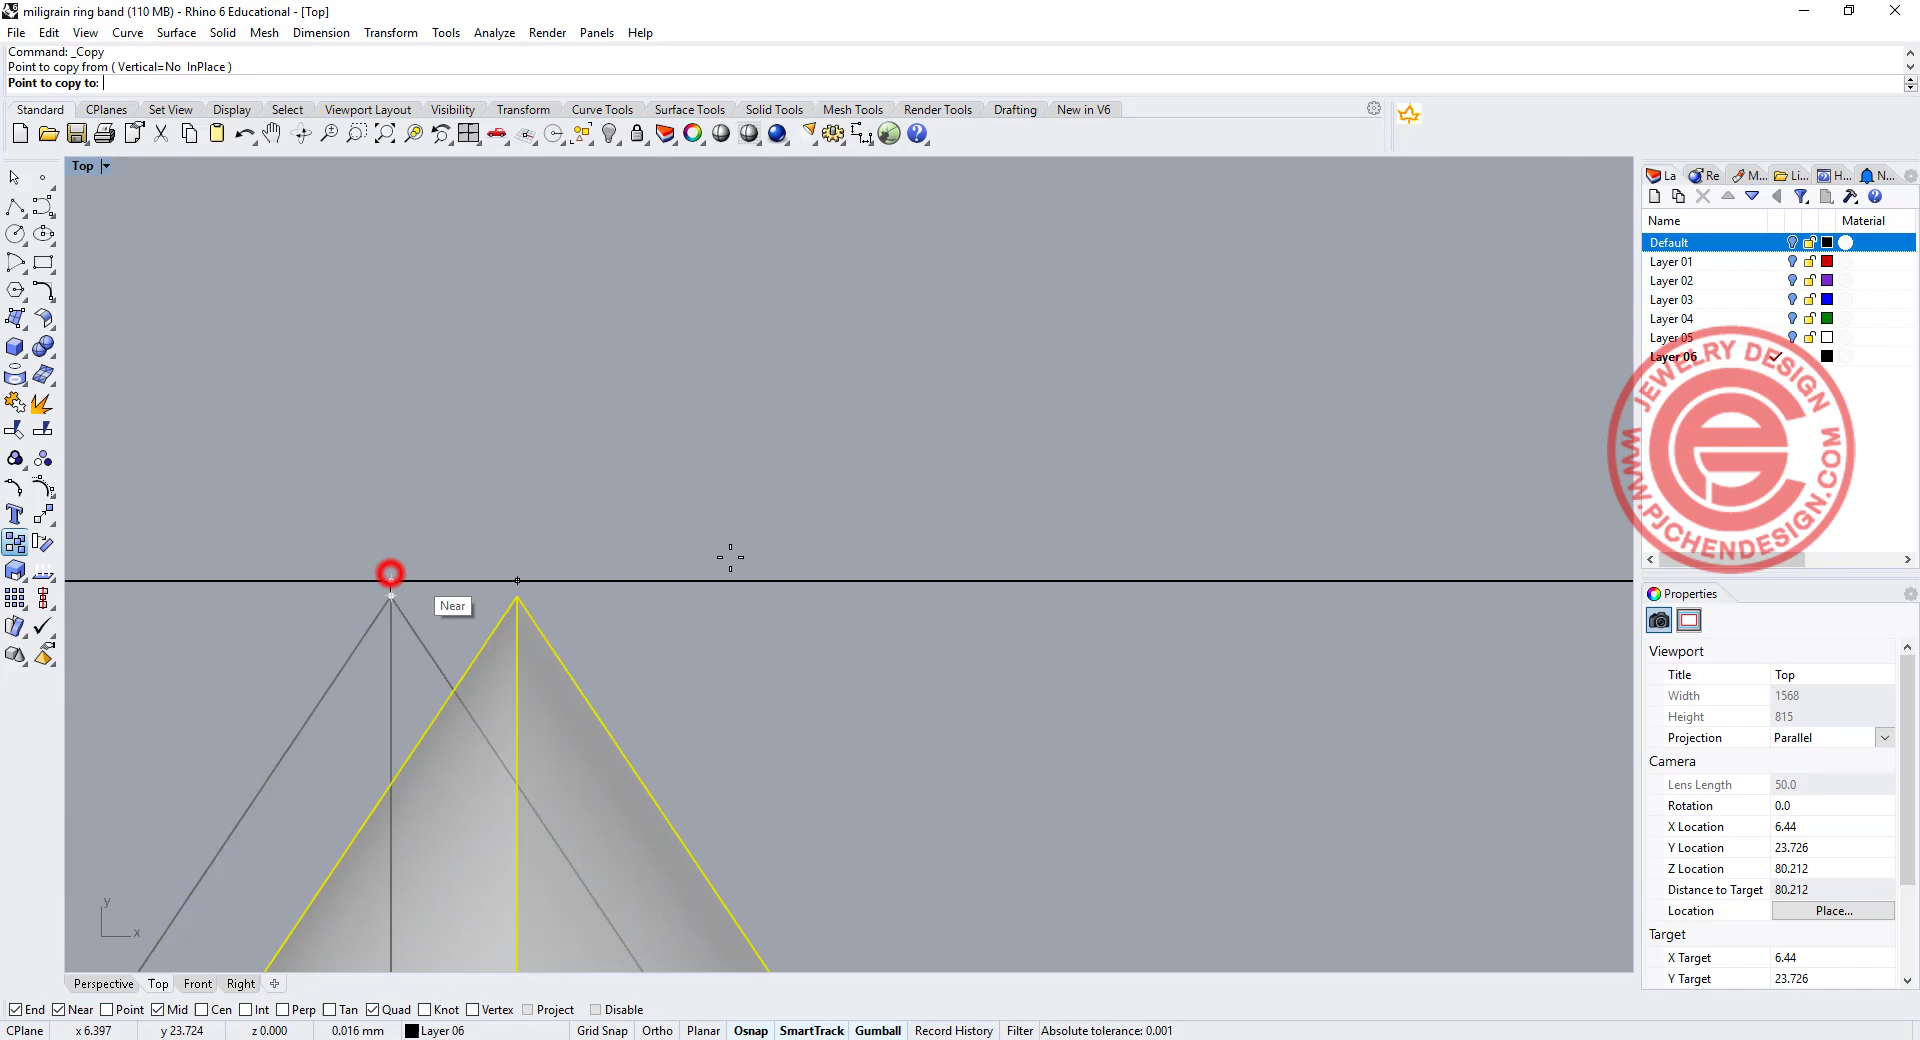 miligrain ring band (110 MB) - Rhino 6 Educational - [Top]
File Edit View Curve Surface Solid Mesh Dimension Transform Tools Analyze Render Panels Help
Command: _Copy
Point to copy from ( Vertical=No InPlace )
Point to copy to:
Standard CPlanes Set View Display Select Viewport Layout Visibility Transform Curve Tools Surface Tools Solid Tools Mesh Tools Render Tools Drafting New in V6
Top
La Re M... Li... H... N...
Name Material
Default
Layer 01
Layer 02
Layer 03
Layer 04
Layer 05
Layer 06
JEWELRY DESIGN
WWW.PJCHENDESIGN.COM
Near
Properties
Viewport
Title Top
Width 1568
Height 815
Projection Parallel
Camera
Lens Length 50.0
Rotation 0.0
X Location 6.44
Y Location 23.726
Z Location 80.212
Distance to Target 80.212
Location Place...
Target
X Target 6.44
Y Target 23.726
y
x
Perspective Top Front Right
End Near Point Mid Cen Int Perp Tan Quad Knot Vertex Project Disable
CPlane x 6.397 y 23.724 z 0.000 0.016 mm Layer 06 Grid Snap Ortho Planar Osnap SmartTrack Gumball Record History Filter Absolute tolerance: 0.001